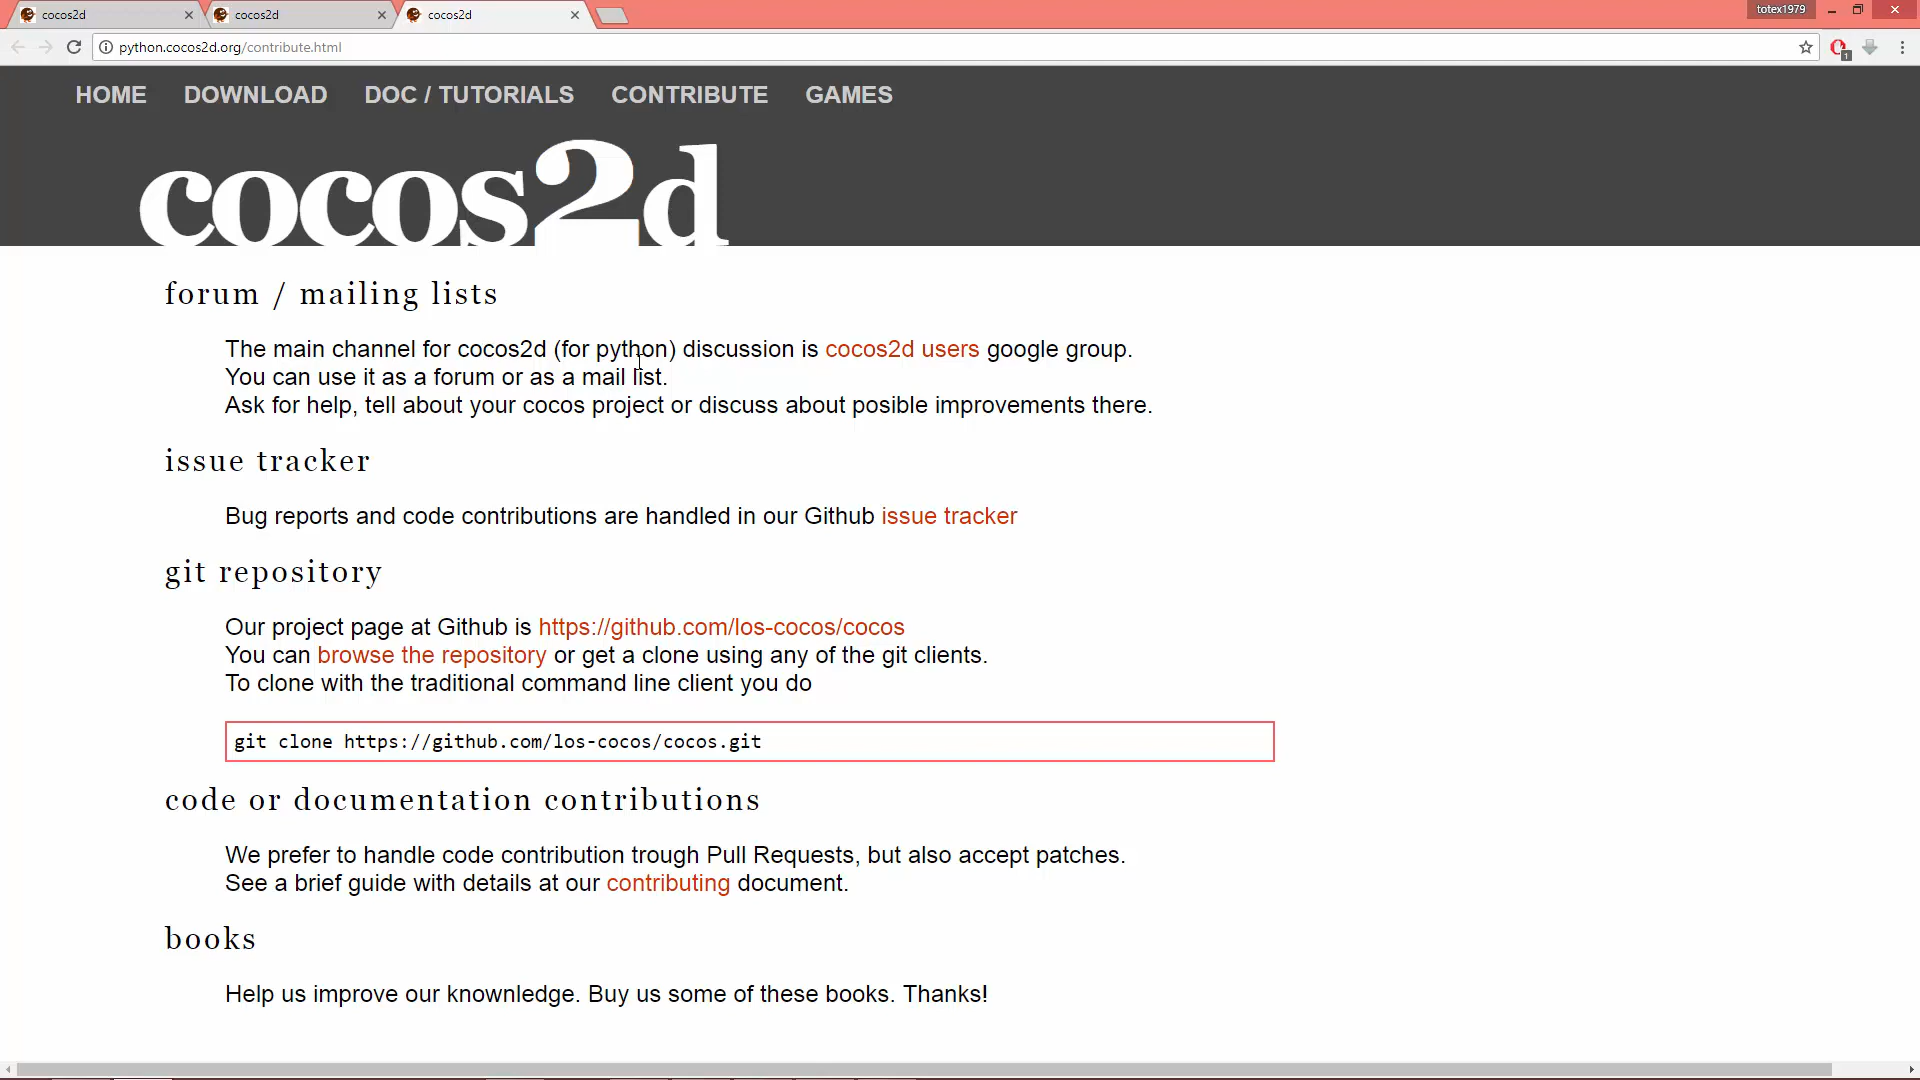 cocos2d
cocos2d
cocos2d
totex1979
python.cocos2d.org/contribute.html
1
HOME DOWNLOAD DOC / TUTORIALS CONTRIBUTE GAMES
cocos2d
forum / mailing lists
The main channel for cocos2d (for python) discussion is cocos2d users google group.
You can use it as a forum or as a mail list.
Ask for help, tell about your cocos project or discuss about posible improvements there.
issue tracker
Bug reports and code contributions are handled in our Github issue tracker
git repository
Our project page at Github is https://github.com/los-cocos/cocos
You can browse the repository or get a clone using any of the git clients.
To clone with the traditional command line client you do
git clone https://github.com/los-cocos/cocos.git
code or documentation contributions
We prefer to handle code contribution trough Pull Requests, but also accept patches.
See a brief guide with details at our contributing document.
books
Help us improve our knownledge. Buy us some of these books. Thanks!